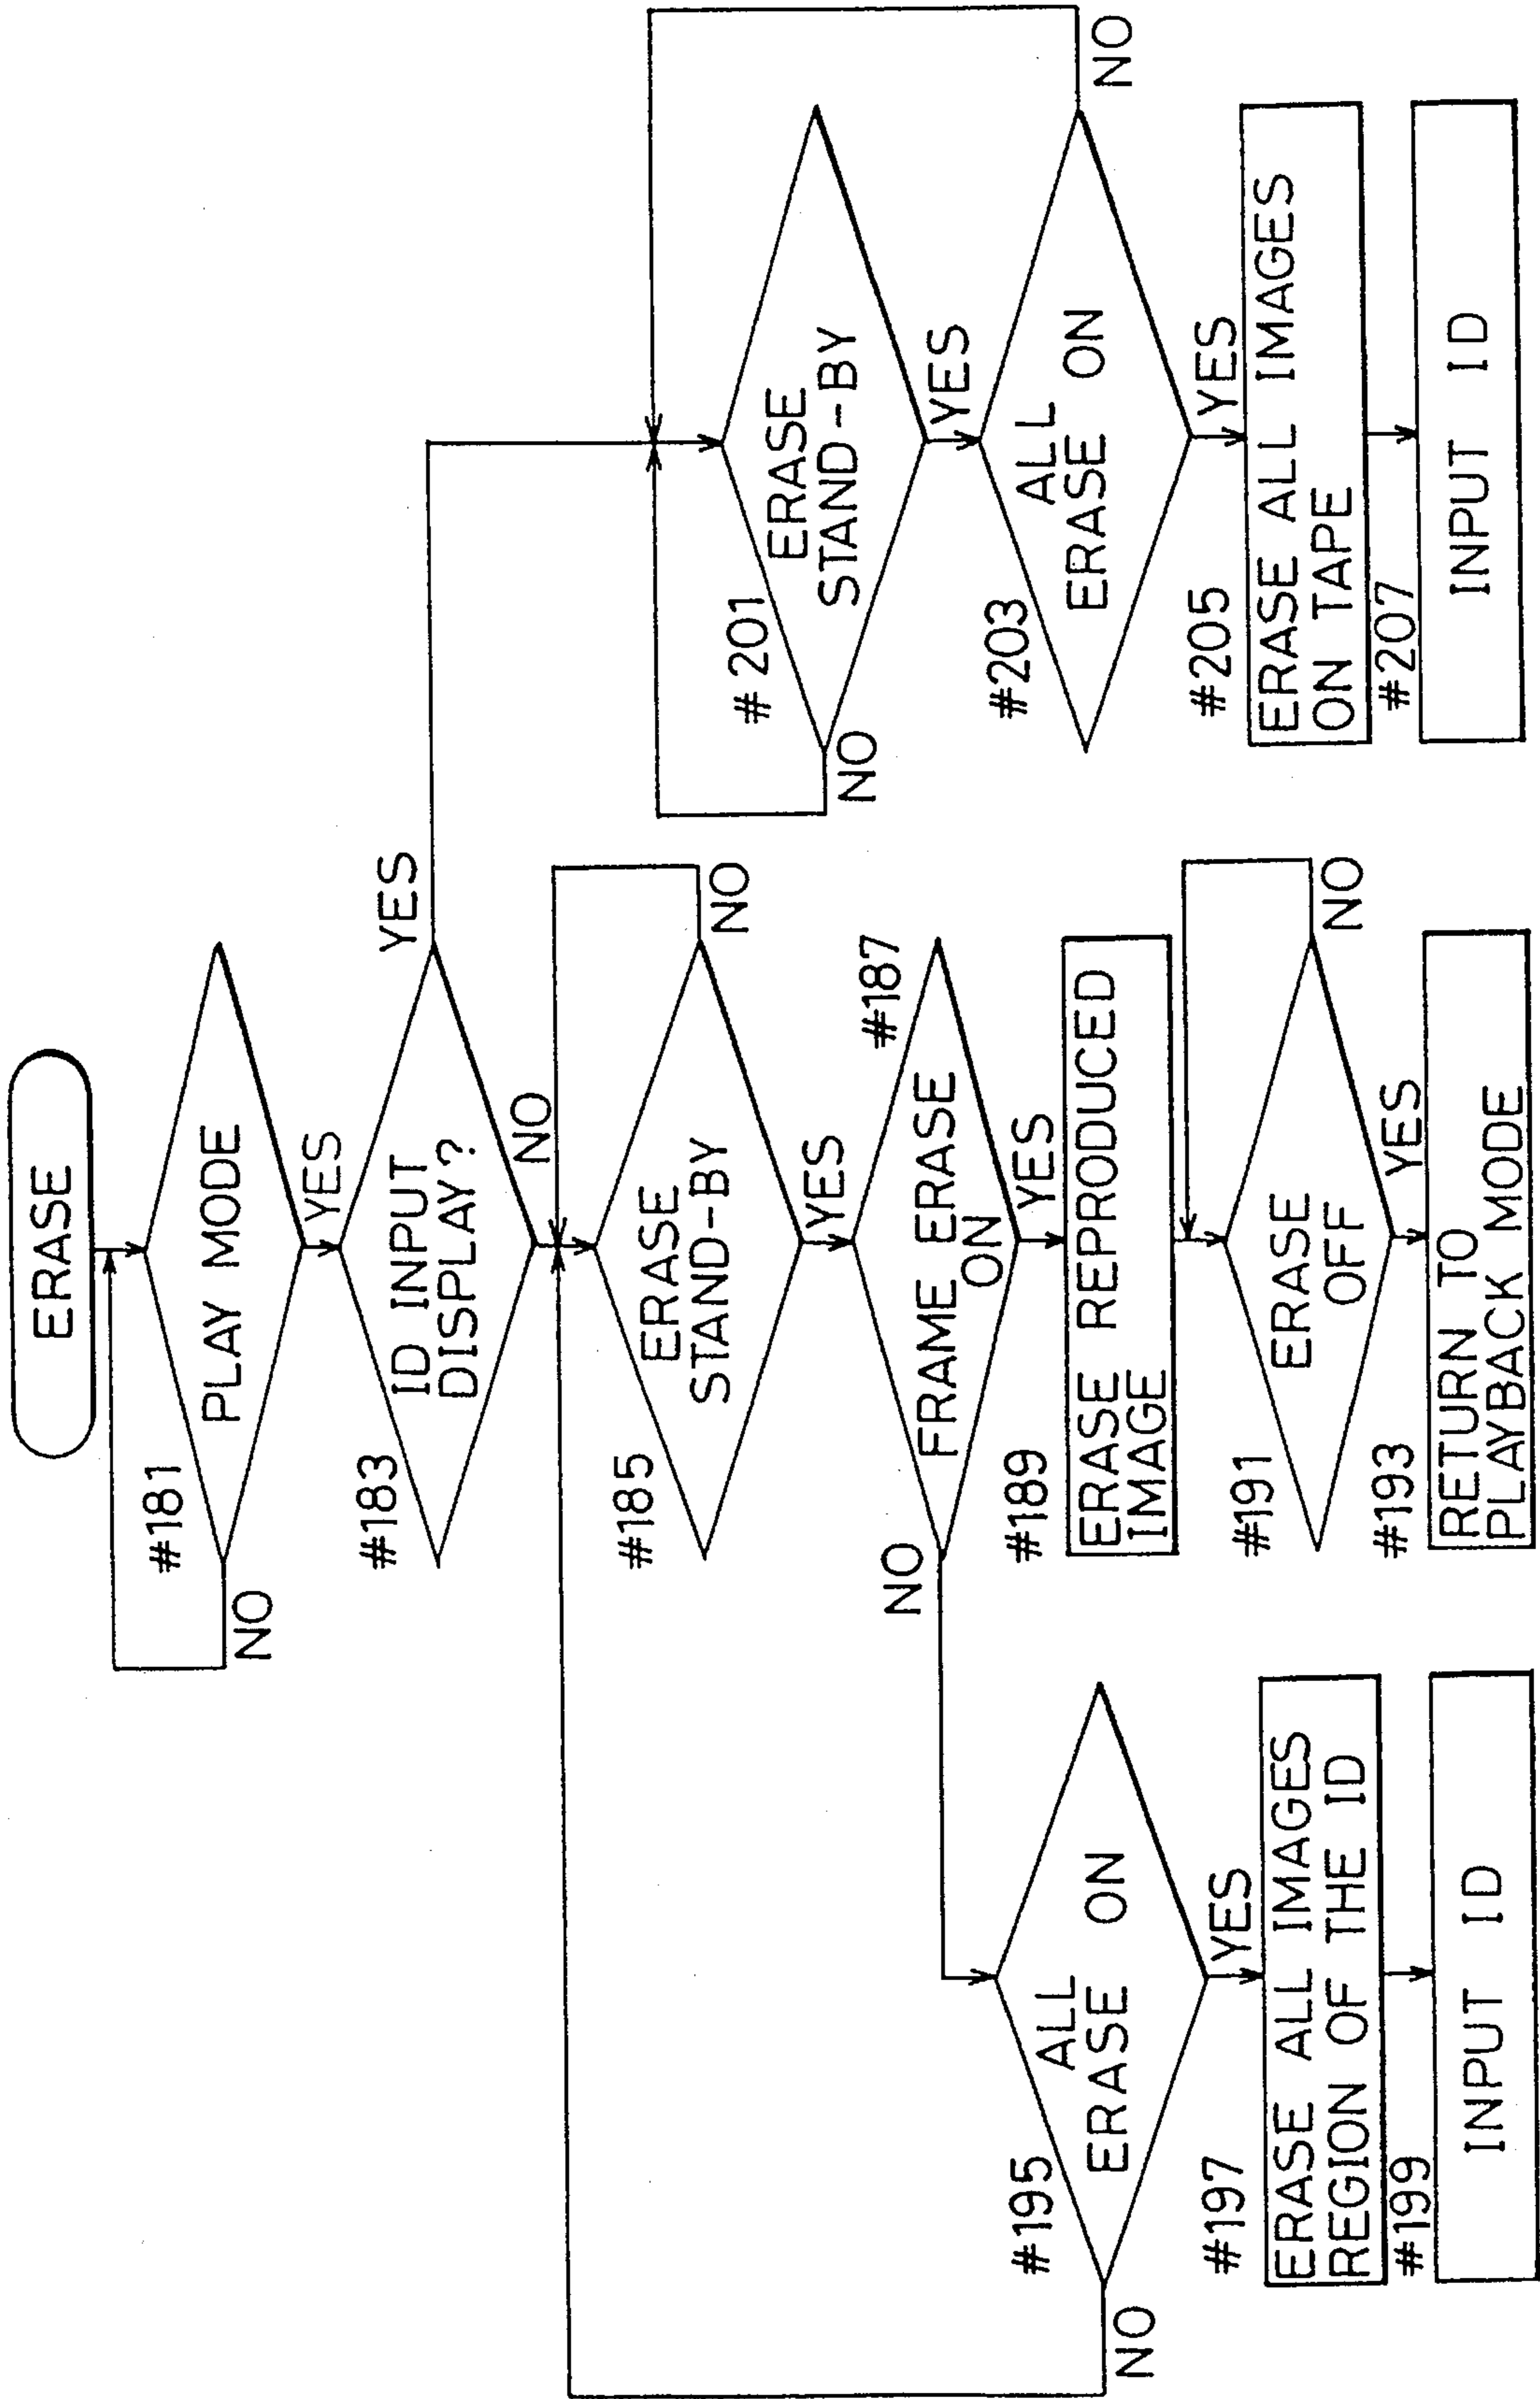 ERASE
#181
PLAY MODE
NO
YES
#183
ID INPUT
DISPLAY?
YES
NO
#185
ERASE
STAND-BY
NO
YES
#187
FRAME ERASE
ON
NO
YES
#189
ERASE REPRODUCED
IMAGE
#191
ERASE
OFF
NO
YES
#193
RETURN TO
PLAYBACK MODE
#195
ALL
ERASE ON
NO
YES
#197
ERASE ALL IMAGES
REGION OF THE ID
#199
INPUT ID
#201
ERASE
STAND-BY
NO
YES
#203
ALL
ERASE ON
NO
YES
#205
ERASE ALL IMAGES
ON TAPE
#207
INPUT ID